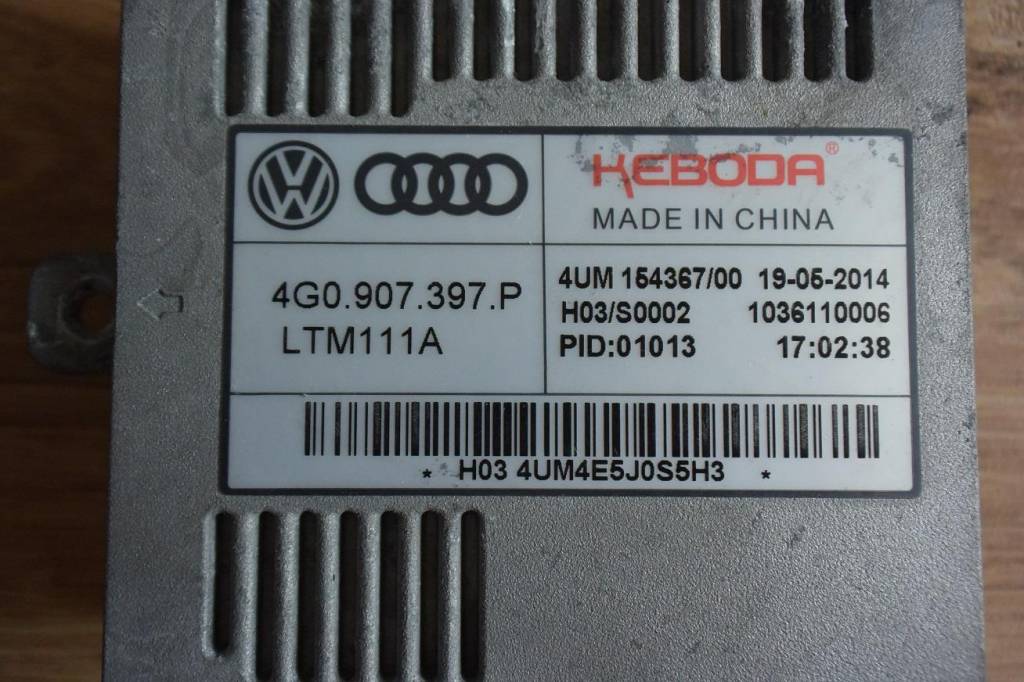 KEBODA®
MADE IN CHINA
4G0.907.397.P
LTM111A
4UM 154367/00 19-05-2014
H03/S0002 1036110006
PID:01013 17:02:38
* H03 4UM4E5J0S5H3 *